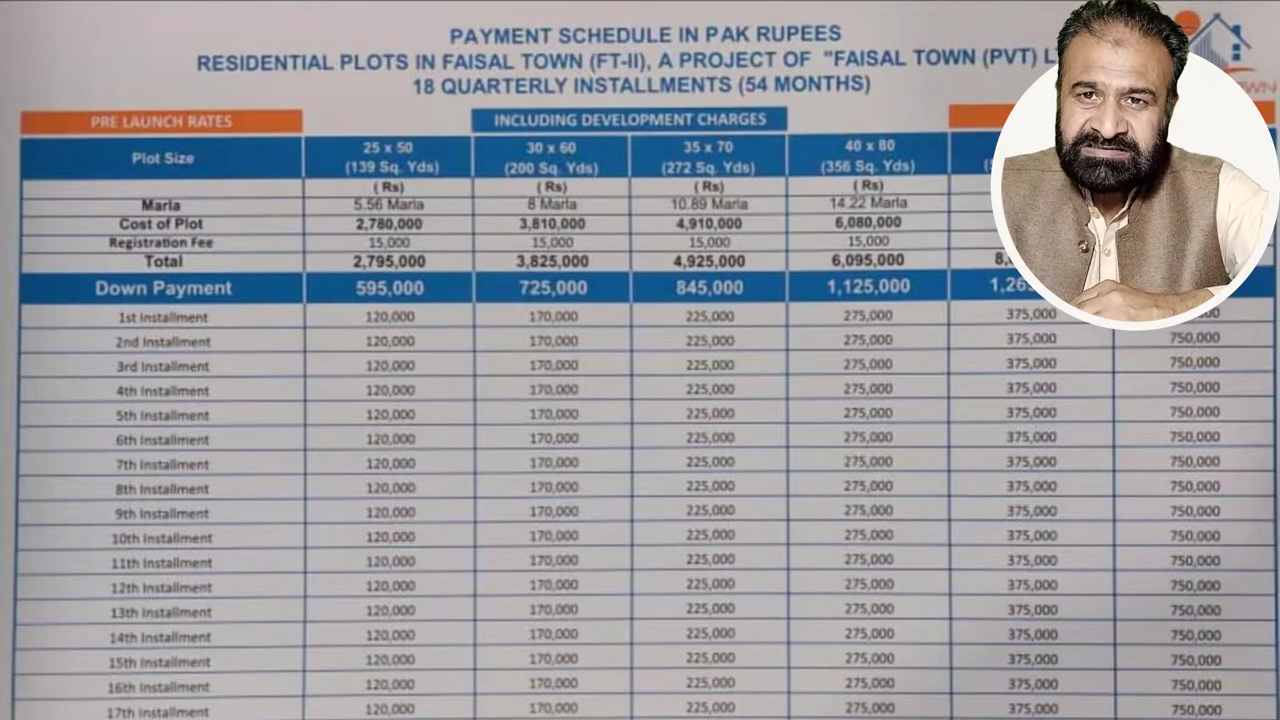 PAYMENT SCHEDULE IN PAK RUPEES
RESIDENTIAL PLOTS IN FAISAL TOWN (FT-II), A PROJECT OF "FAISAL TOWN (PVT)
18 QUARTERLY INSTALLMENTS (54 MONTHS)
PRE LAUNCH RATES INCLUDING DEVELOPMENT CHARGES
Plot Size 25 x 50 (139 Sq. Yds) 30 x 60 (200 Sq. Yds) 35 x 70 (272 Sq. Yds) 40 x 80 (356 Sq. Yds)
( Rs) ( Rs) ( Rs) ( Rs)
Marla 5.56 Marla 8 Marla 10.89 Marla 14.22 Marla
Cost of Plot 2,780,000 3,810,000 4,910,000 6,080,000
Registration Fee 15,000 15,000 15,000 15,000
Total 2,795,000 3,825,000 4,925,000 6,095,000
Down Payment 595,000 725,000 845,000 1,125,000
1st Installment 120,000 170,000 225,000 275,000 375,000
2nd Installment 120,000 170,000 225,000 275,000 375,000 750,000
3rd Installment 120,000 170,000 225,000 275,000 375,000 750,000
4th Installment 120,000 170,000 225,000 275,000 375,000 750,000
5th Installment 120,000 170,000 225,000 275,000 375,000 750,000
6th Installment 120,000 170,000 225,000 275,000 375,000 750,000
7th Installment 120,000 170,000 225,000 275,000 375,000 750,000
8th Installment 120,000 170,000 225,000 275,000 375,000 750,000
9th Installment 120,000 170,000 225,000 275,000 375,000 750,000
10th Installment 120,000 170,000 225,000 275,000 375,000 750,000
11th Installment 120,000 170,000 225,000 275,000 375,000 750,000
12th Installment 120,000 170,000 225,000 275,000 375,000 750,000
13th Installment 120,000 170,000 225,000 275,000 375,000 750,000
14th Installment 120,000 170,000 225,000 275,000 375,000 750,000
15th Installment 120,000 170,000 225,000 275,000 375,000 750,000
16th Installment 120,000 170,000 225,000 275,000 375,000 750,000
17th Installment 120,000 170,000 225,000 275,000 375,000 750,000